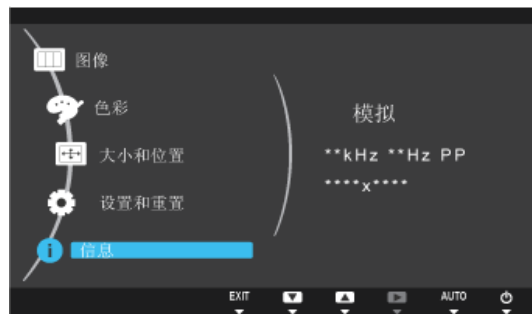 图像
色彩
大小和位置
设置和重置
信息
模拟
**kHz **Hz PP
****x****
EXIT
AUTO